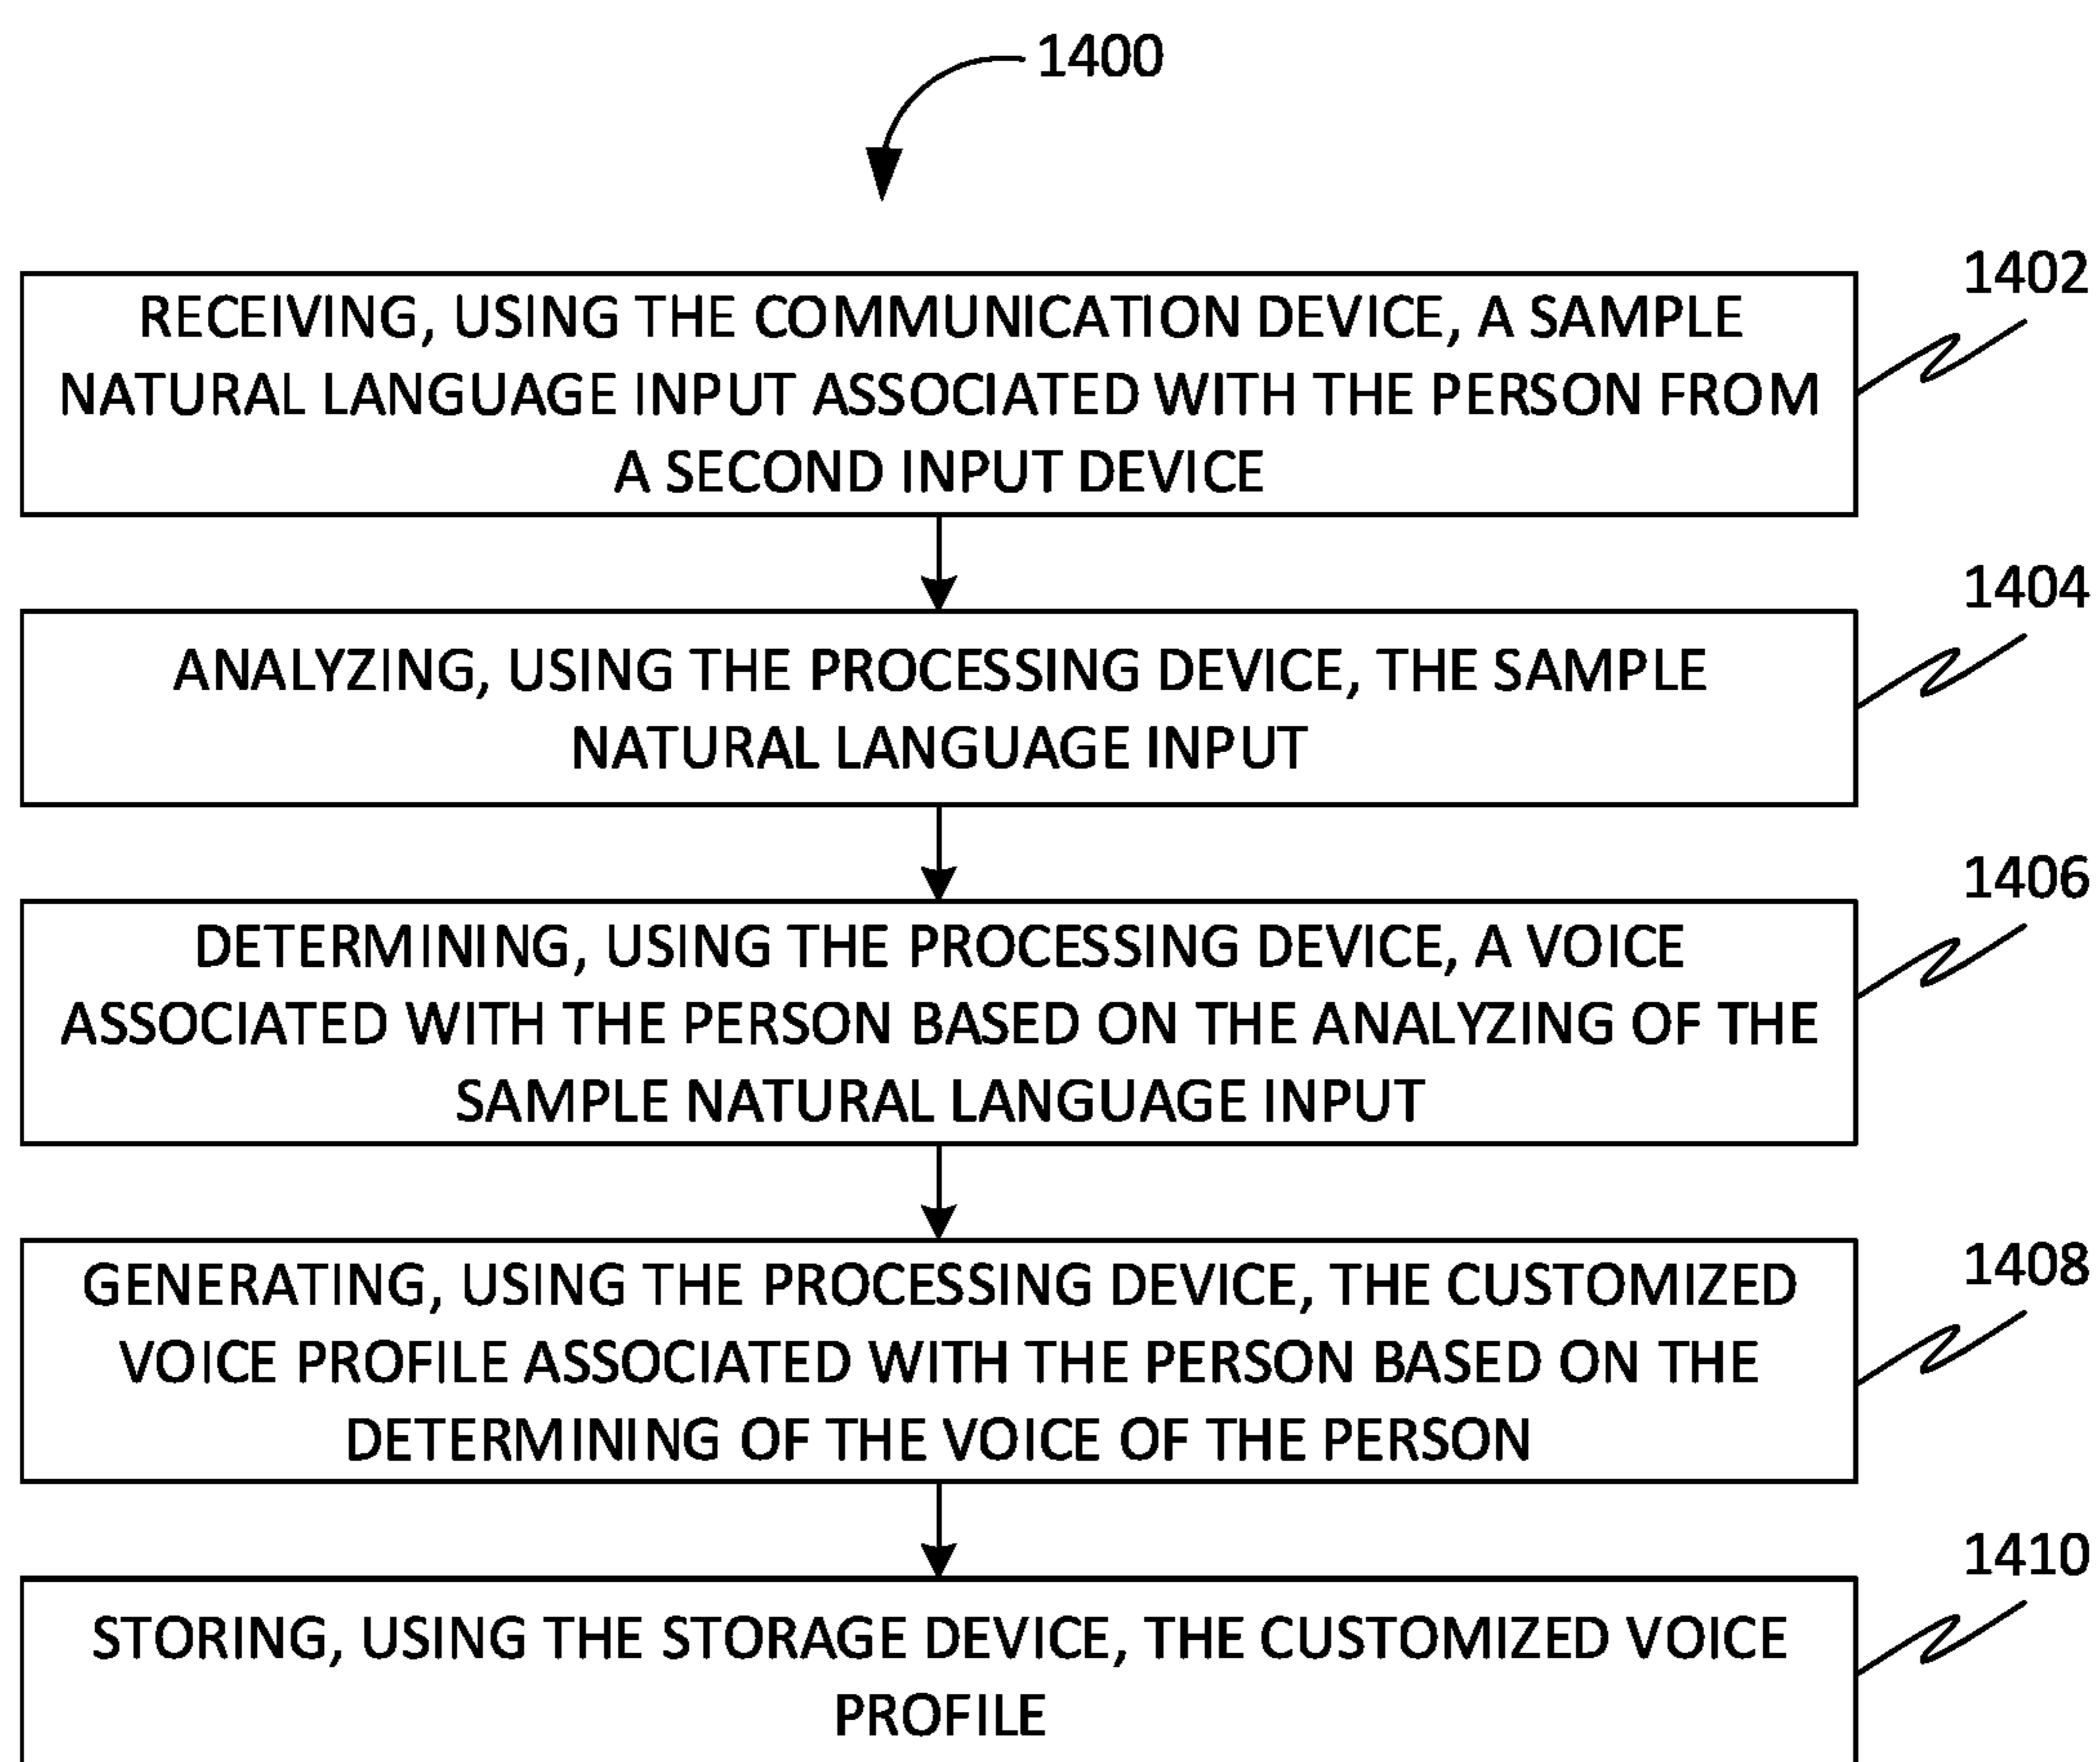 1400
1402
RECEIVING, USING THE COMMUNICATION DEVICE, A SAMPLE
NATURAL LANGUAGE INPUT ASSOCIATED WITH THE PERSON FROM
A SECOND INPUT DEVICE
1404
ANALYZING, USING THE PROCESSING DEVICE, THE SAMPLE
NATURAL LANGUAGE INPUT
1406
DETERMINING, USING THE PROCESSING DEVICE, A VOICE
ASSOCIATED WITH THE PERSON BASED ON THE ANALYZING OF THE
SAMPLE NATURAL LANGUAGE INPUT
1408
GENERATING, USING THE PROCESSING DEVICE, THE CUSTOMIZED
VOICE PROFILE ASSOCIATED WITH THE PERSON BASED ON THE
DETERMINING OF THE VOICE OF THE PERSON
1410
STORING, USING THE STORAGE DEVICE, THE CUSTOMIZED VOICE
PROFILE